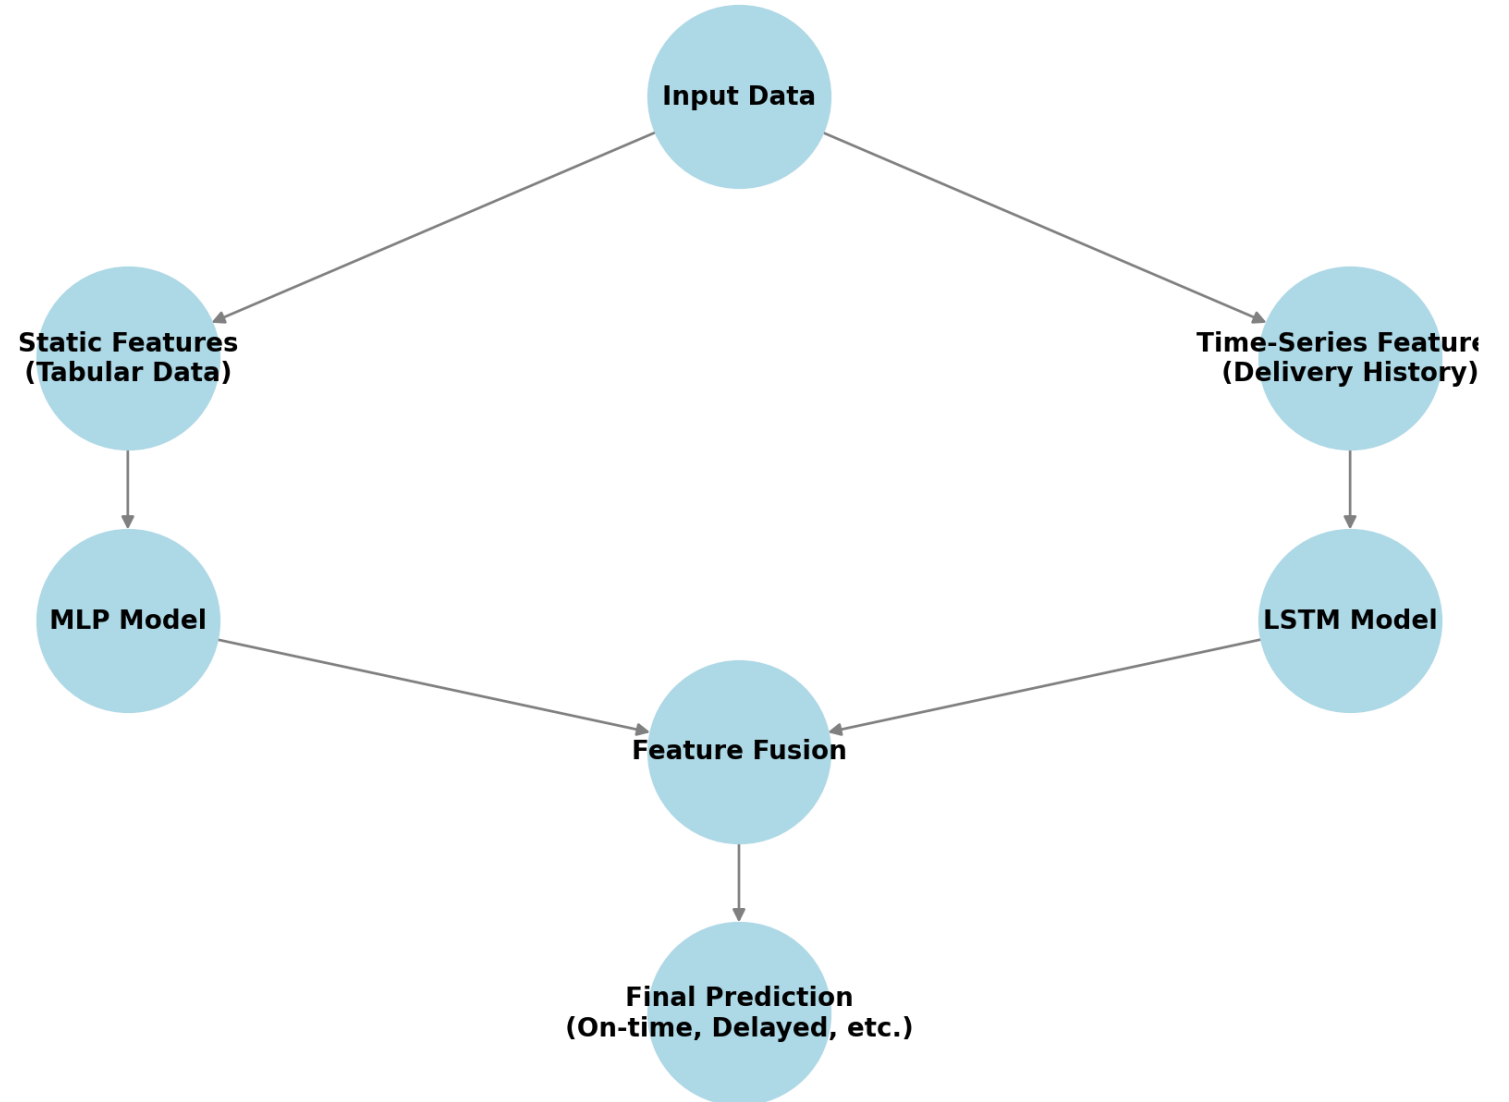 Input Data
Static Features
(Tabular Data)
Time-Series Feature
(Delivery History)
MLP Model
LSTM Model
Feature Fusion
Final Prediction
(On-time, Delayed, etc.)